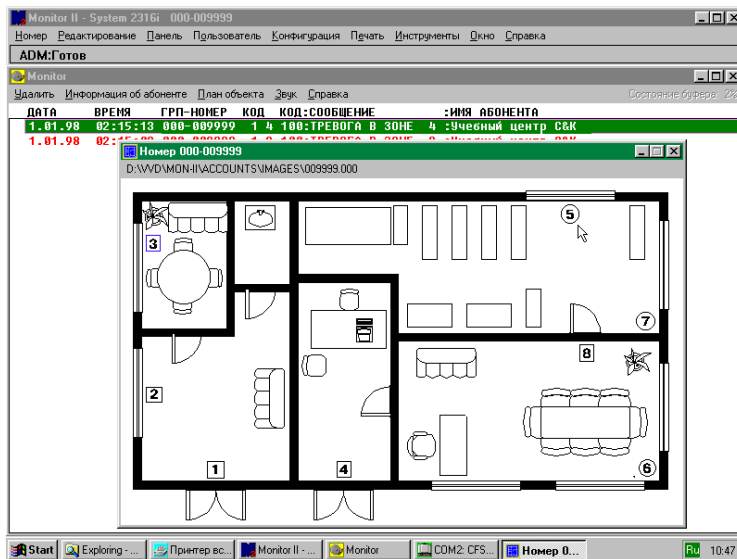 Monitor II - System 2316i 000-009999
Номер Редактирование Панель Пользователь Конфигурация Печать Инструменты Окно Справка
ADM:Готов
Monitor
Удалить Информация об абоненте План объекта Звук Справка Состояние буфера: 2%
ДАТА ВРЕМЯ ГРП-НОМЕР КОД КОД:СООБЩЕНИЕ :ИМЯ АБОНЕНТА
1.01.98 02:15:13 000-009999 1 4 100:ТРЕВОГА В ЗОНЕ 4 :Учебный центр C&K
1.01.98 02:
Номер 000-009999
D:\VVD\MON-II\ACCOUNTS\IMAGES\009999.000
5
3
7
8
2
6
1
4
Start Exploring - ... Принтер вс... Monitor II - ... Monitor COM2: CFS... Номер 0... Ru 10:47